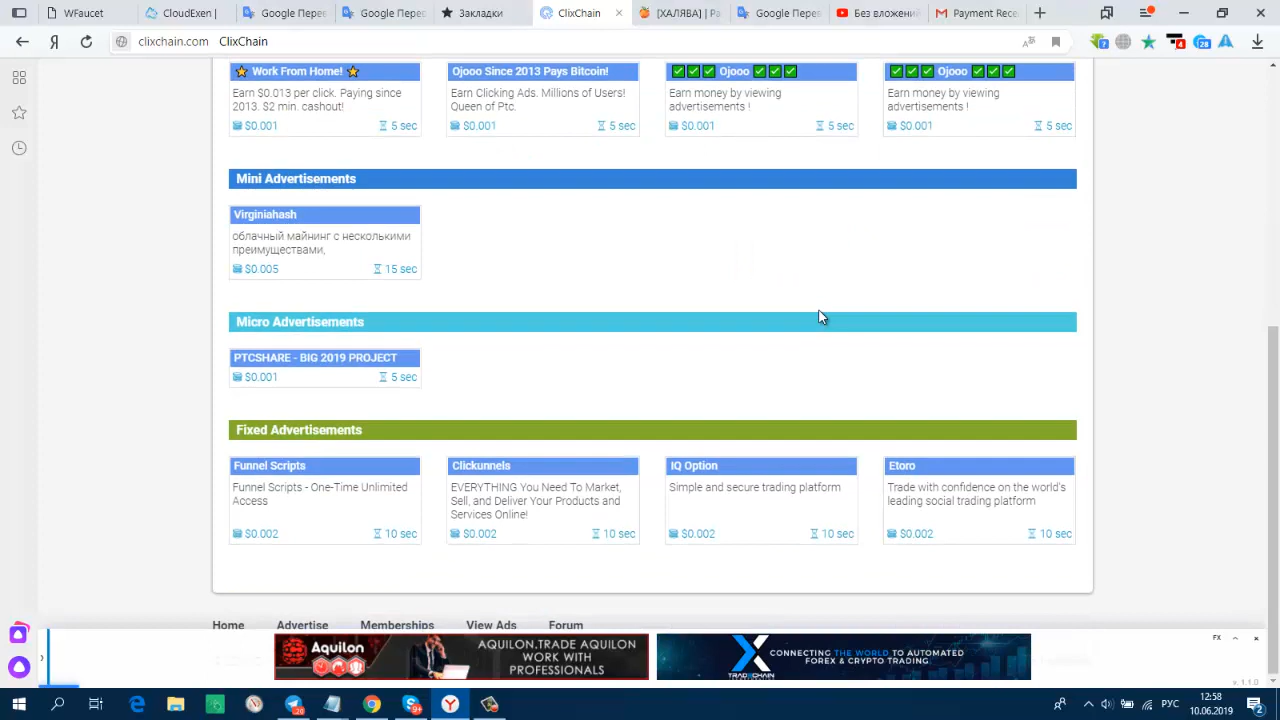 WFaucet
CloudExen
Google Пере
Google Пере
Закладки
ClixChain
[ХАЛЯВА] | Р
Google Пере
Без вложений
Payment Rece
clixchain.com ClixChain
Work From Home!
Earn $0.013 per click. Paying since
2013. $2 min. cashout!
$0.001
5 sec
Ojooo Since 2013 Pays Bitcoin!
Earn Clicking Ads. Millions of Users!
Queen of Ptc.
$0.001
5 sec
Ojooo
Earn money by viewing
advertisements !
$0.001
5 sec
Ojooo
Earn money by viewing
advertisements !
$0.001
5 sec
Mini Advertisements
Virginiahash
облачный майнинг с несколькими
преимуществами,
$0.005
15 sec
Micro Advertisements
PTCSHARE - BIG 2019 PROJECT
$0.001
5 sec
Fixed Advertisements
Funnel Scripts
Funnel Scripts - One-Time Unlimited
Access
$0.002
10 sec
Clickunnels
EVERYTHING You Need To Market,
Sell, and Deliver Your Products and
Services Online!
$0.002
10 sec
IQ Option
Simple and secure trading platform
$0.002
10 sec
Etoro
Trade with confidence on the world's
leading social trading platform
$0.002
10 sec
Home
Advertise
Memberships
View Ads
Forum
Aquilon
AQUILON.TRADE AQUILON
WORK WITH
PROFESSIONALS
CONNECTING THE WORLD TO AUTOMATED
FOREX & CRYPTO TRADING
FX
v. 1.1.0
РУС
12:58
10.06.2019